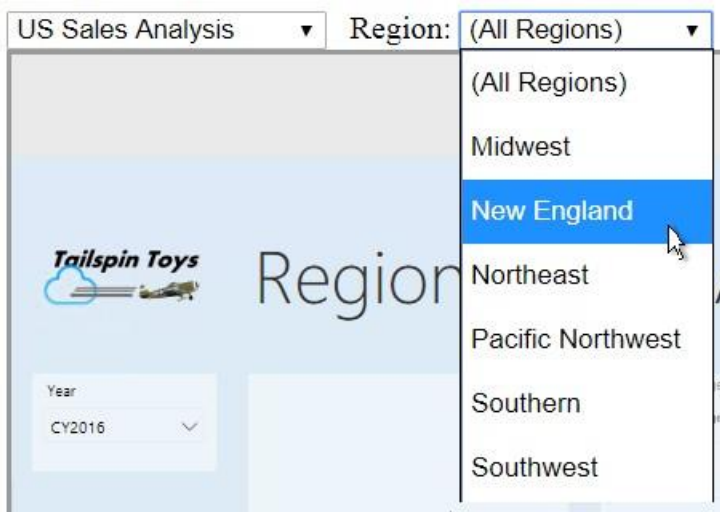 US Sales Analysis Region: (All Regions)
(All Regions)
Midwest
New England
Tailspin Toys
Region
Northeast
Pacific Northwest
Year
CY2016
Southern
Southwest